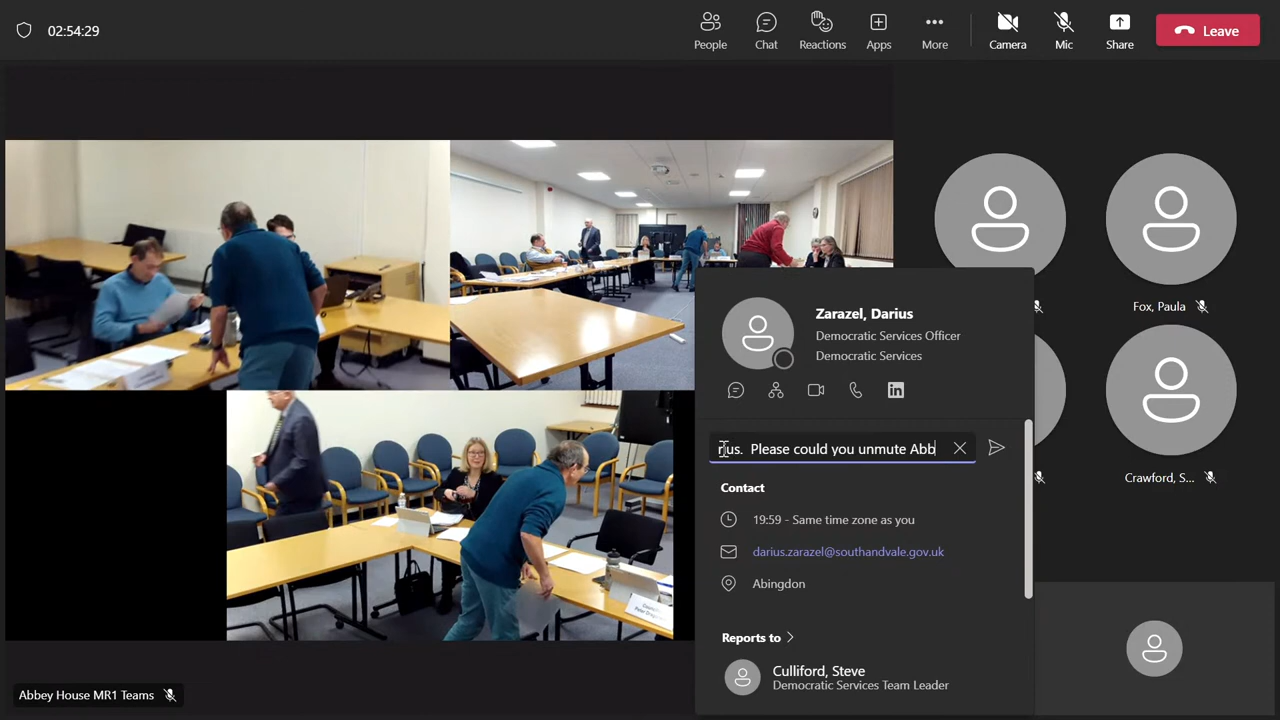 02:54:29
People
Chat
Reactions
Apps
More
Camera
Mic
Share
Leave
Fox, Paula
Zarazel, Darius
Democratic Services Officer
Democratic Services
in
rius.  Please could you unmute Abb
Crawford, S...
Contact
19:59 - Same time zone as you
darius.zarazel@southandvale.gov.uk
Abingdon
Reports to
Culliford, Steve
Democratic Services Team Leader
Abbey House MR1 Teams